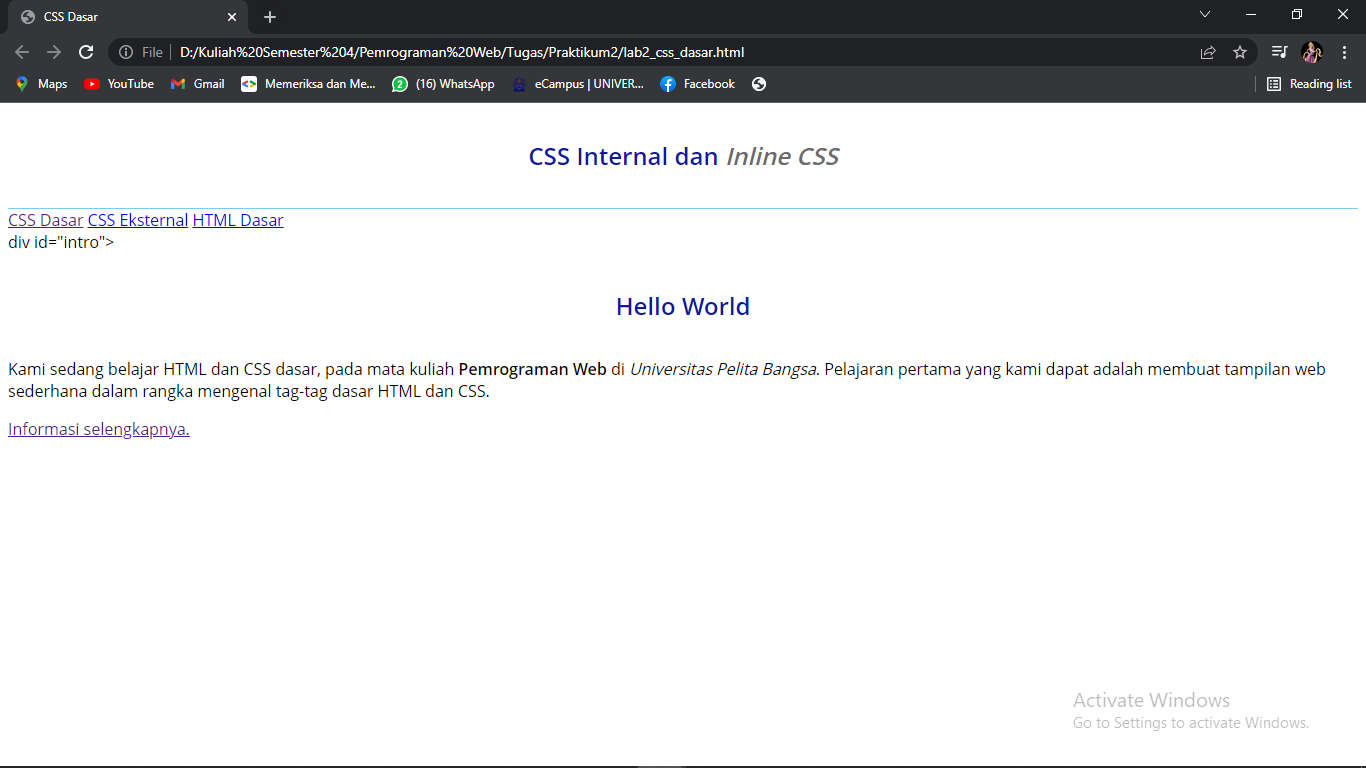 CSS Dasar
File D:/Kuliah%20Semester%204/Pemrograman%20Web/Tugas/Praktikum2/lab2_css_dasar.html
Maps YouTube Gmail Memeriksa dan Me... 2 (16) WhatsApp eCampus | UNIVER... Facebook Reading list
CSS Internal dan Inline CSS
CSS Dasar CSS Eksternal HTML Dasar
div id="intro">
Hello World
Kami sedang belajar HTML dan CSS dasar, pada mata kuliah Pemrograman Web di Universitas Pelita Bangsa. Pelajaran pertama yang kami dapat adalah membuat tampilan web
sederhana dalam rangka mengenal tag-tag dasar HTML dan CSS.
Informasi selengkapnya.
Activate Windows
Go to Settings to activate Windows.